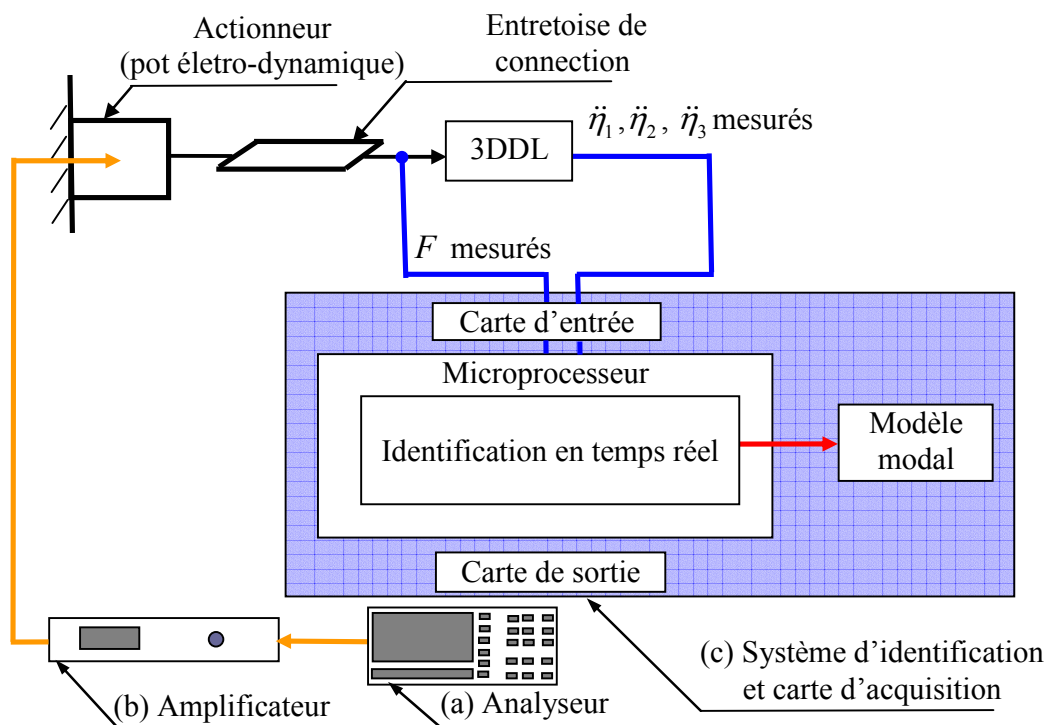 Actionneur
(pot életro-dynamique)
Entretoise de
connection
3DDL
η̈₁, η̈₂, η̈₃ mesurés
F mesurés
Carte d’entrée
Microprocesseur
Identification en temps réel
Modèle
modal
Carte de sortie
(c) Système d’identification
et carte d’acquisition
(b) Amplificateur
(a) Analyseur